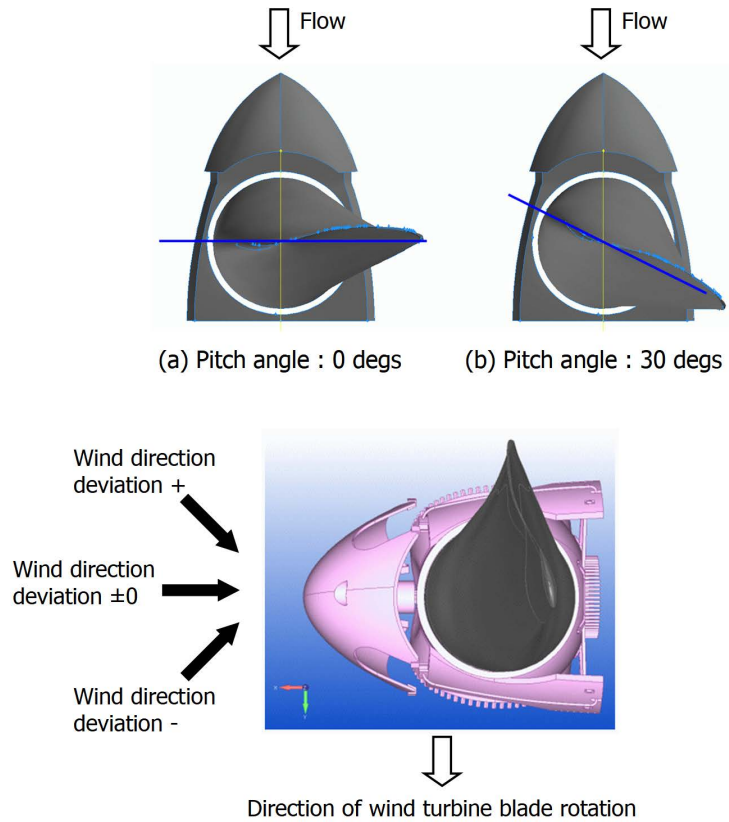 Flow
Flow
(a) Pitch angle : 0 degs
(b) Pitch angle : 30 degs
Wind direction
deviation +
Wind direction
deviation ±0
Wind direction
deviation -
Direction of wind turbine blade rotation